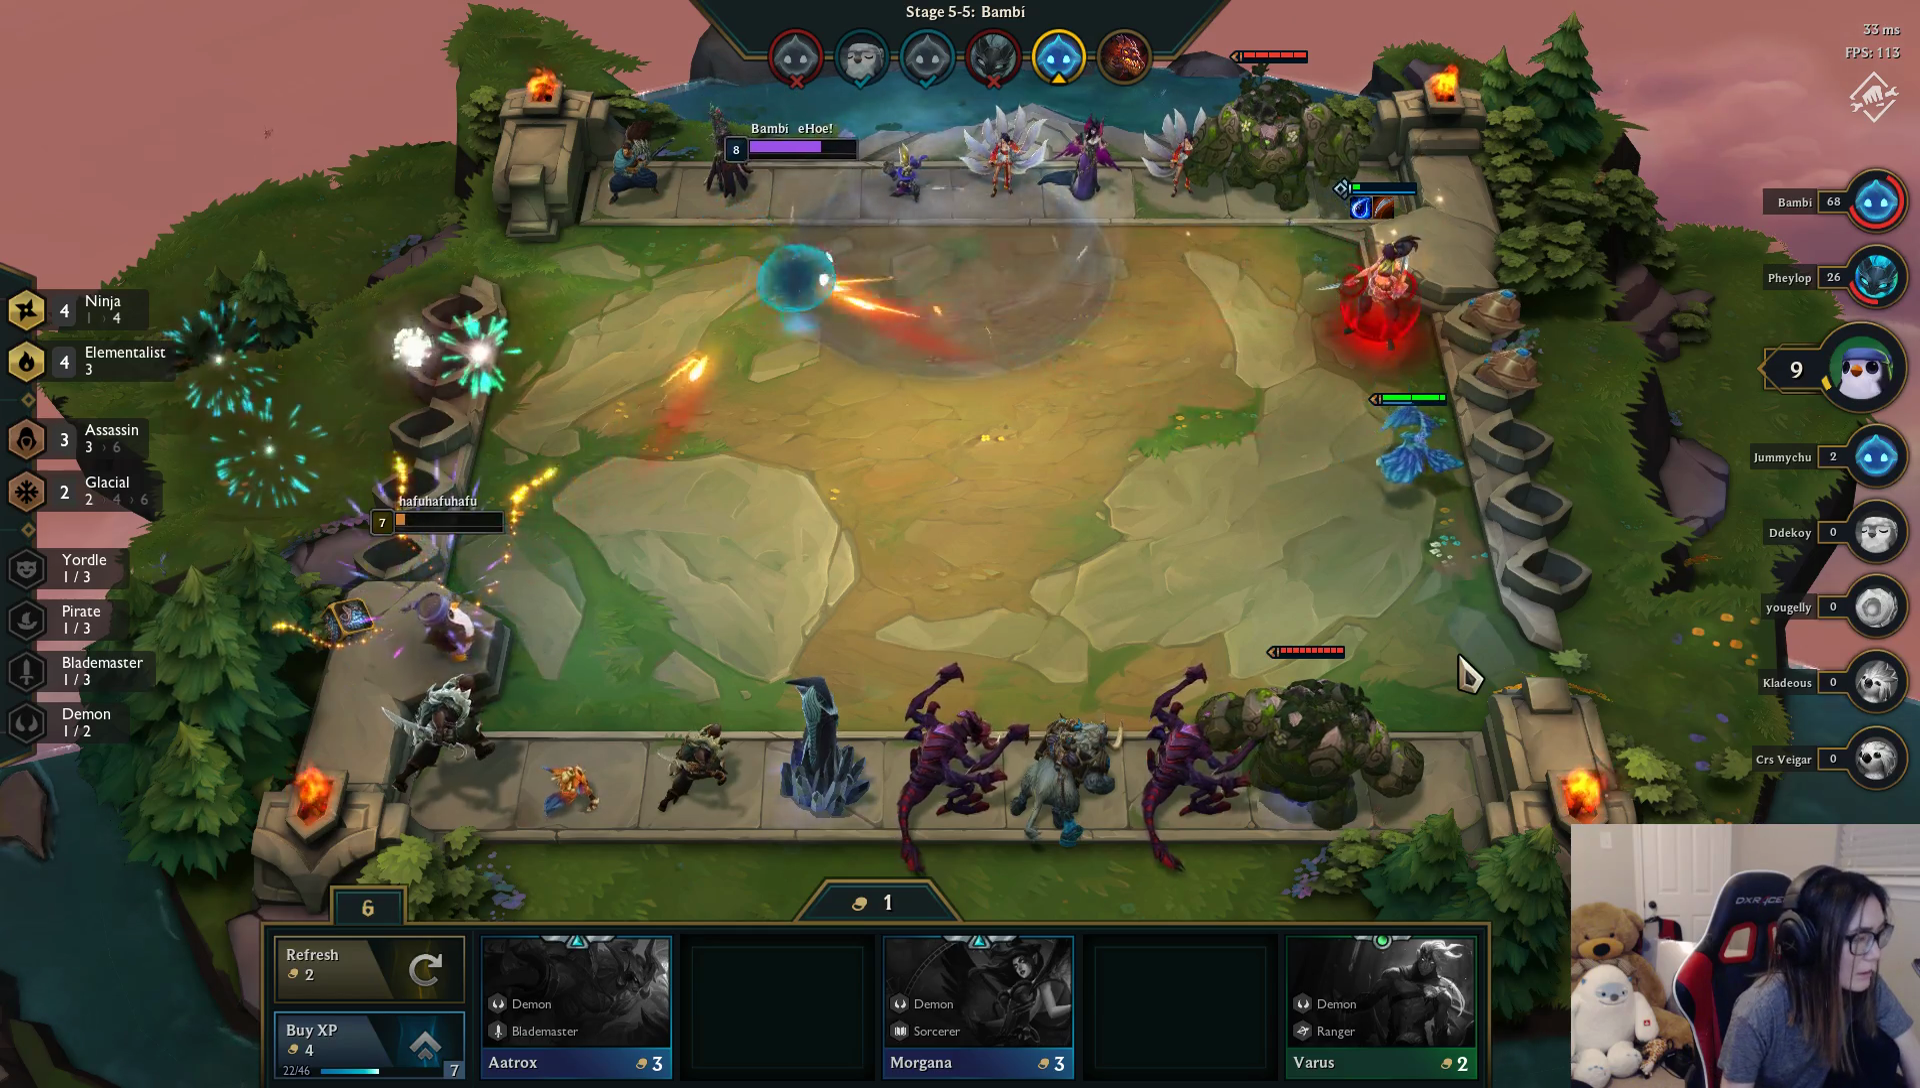 Stage 5-5: Bambi
33 ms
FPS: 113
Bambi eHoe!
8
Bambi 68
Pheylop 26
9
Jummychu 2
Ddekoy 0
yougelly 0
Kladeous 0
Crs Veigar 0
4 Ninja
1 › 4
4 Elementalist
3
3 Assassin
3 › 6
2 Glacial
2 › 4 › 6
Yordle
1 / 3
Pirate
1 / 3
Blademaster
1 / 3
Demon
1 / 2
hafuhafuhafu
7
6
1
Refresh
2
Buy XP
4
22/46
7
Demon
Blademaster
Aatrox 3
Demon
Sorcerer
Morgana 3
Demon
Ranger
Varus 2